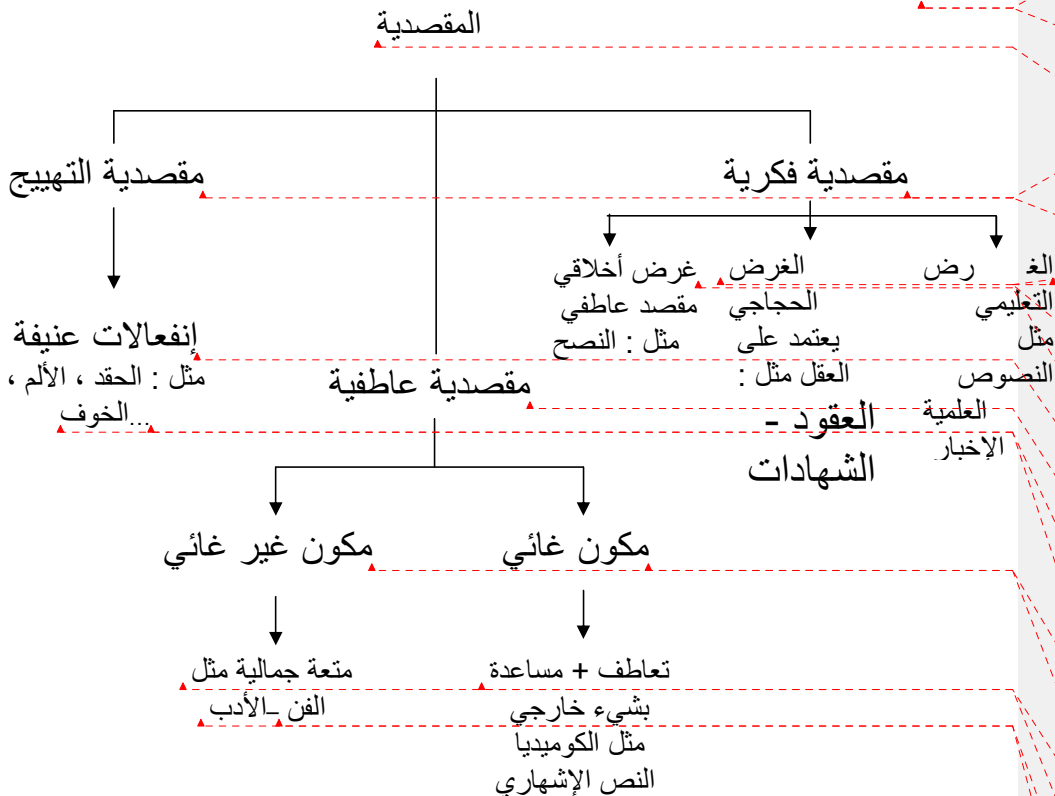 المقصدية
مقصدية فكرية
مقصدية التهييج
الغـ رض
التعليمي
مثل
النصوص
العلمية
الإخبار
الغرض
الحجاجي
يعتمد على
العقل مثل :
العقود -
الشهادات
غرض أخلاقي
مقصد عاطفي
مثل : النصح
إنفعالات عنيفة
مثل : الحقد ، الألم ،
الخوف...
مقصدية عاطفية
مكون غائي
مكون غير غائي
تعاطف + مساعدة
بشيء خارجي
مثل الكوميديا
النص الإشهاري
متعة جمالية مثل
الفن –الأدب